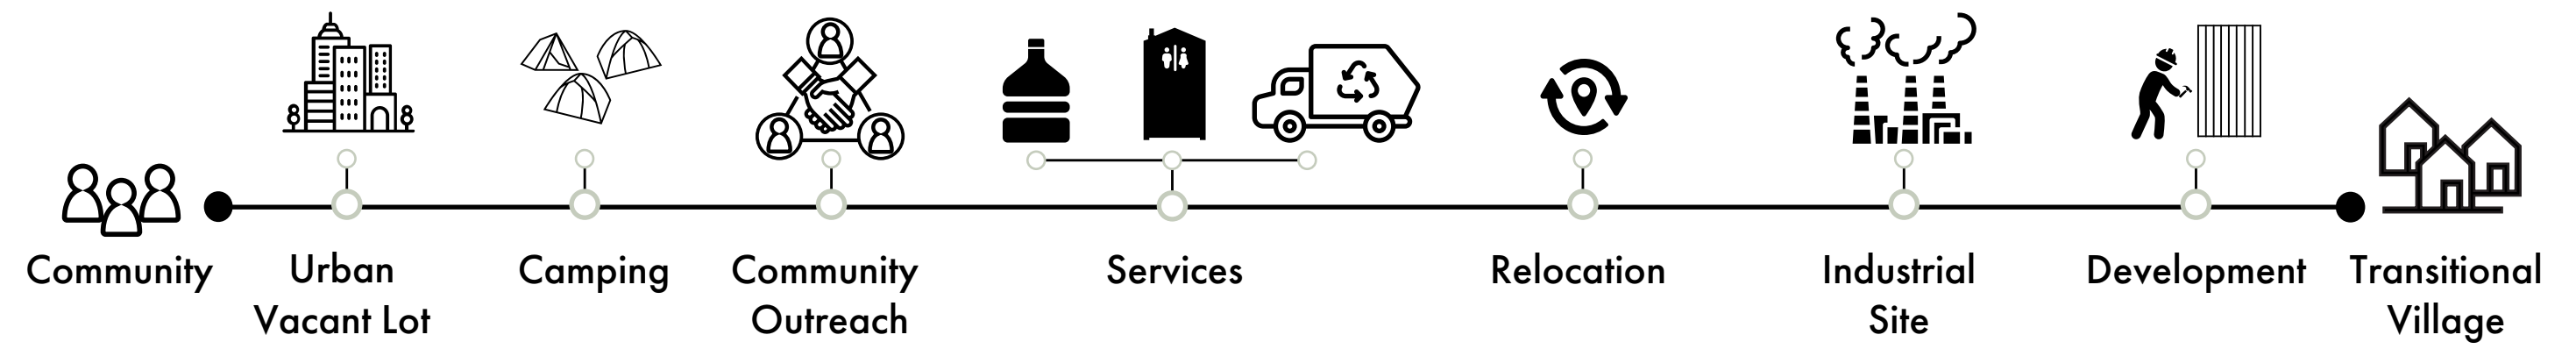 Community
Urban
Vacant Lot
Camping
Community
Outreach
Services
Relocation
Industrial
Site
Development
Transitional
Village